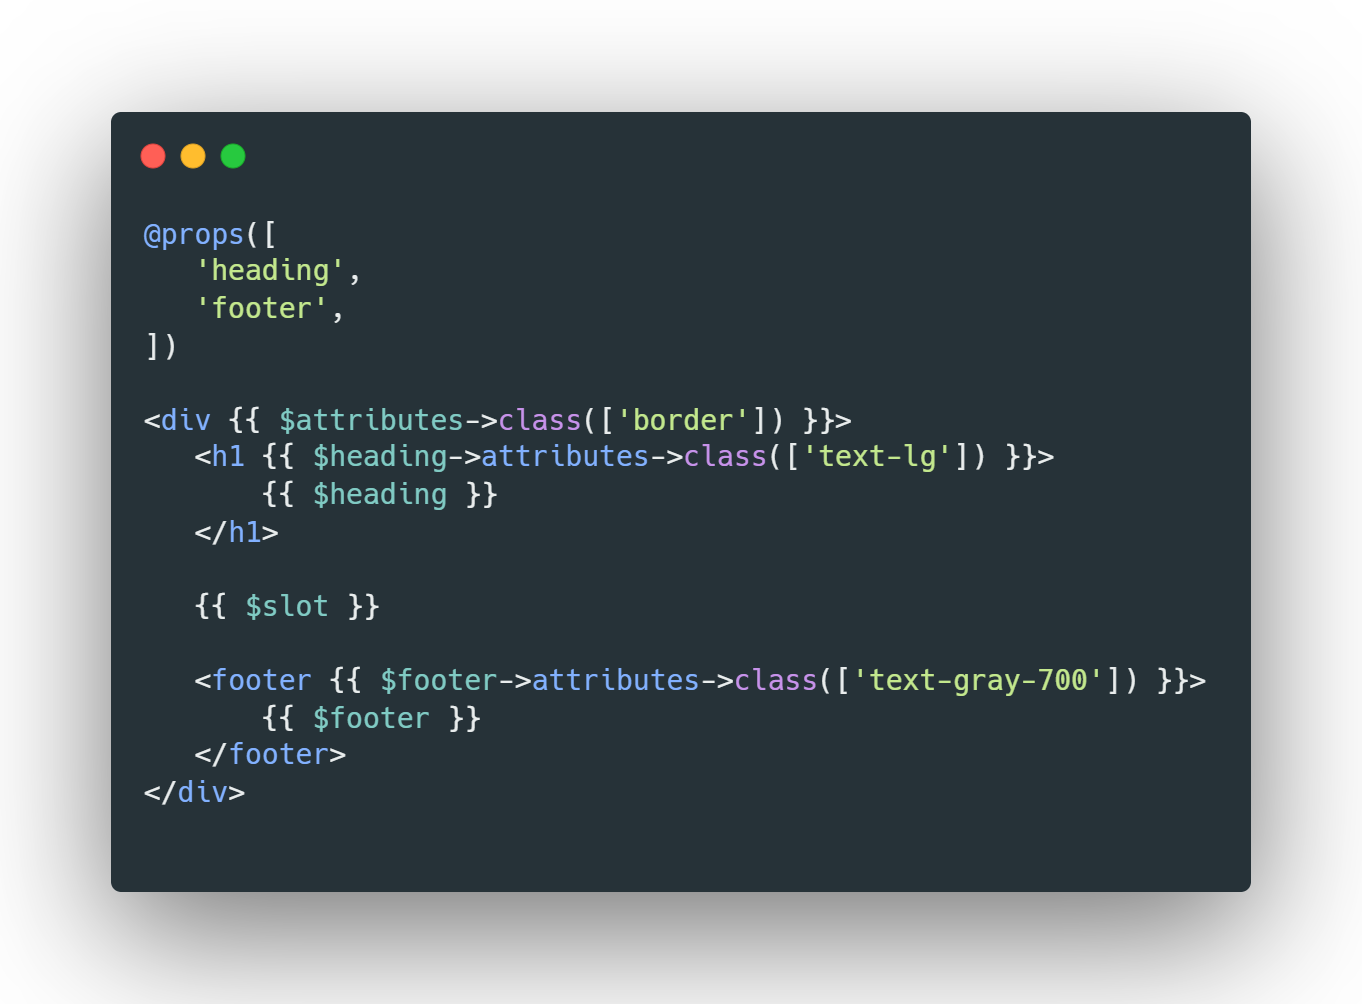 @props([
   'heading',
   'footer',
])

<div {{ $attributes->class(['border']) }}>
   <h1 {{ $heading->attributes->class(['text-lg']) }}>
       {{ $heading }}
   </h1>

   {{ $slot }}

   <footer {{ $footer->attributes->class(['text-gray-700']) }}>
       {{ $footer }}
   </footer>
</div>